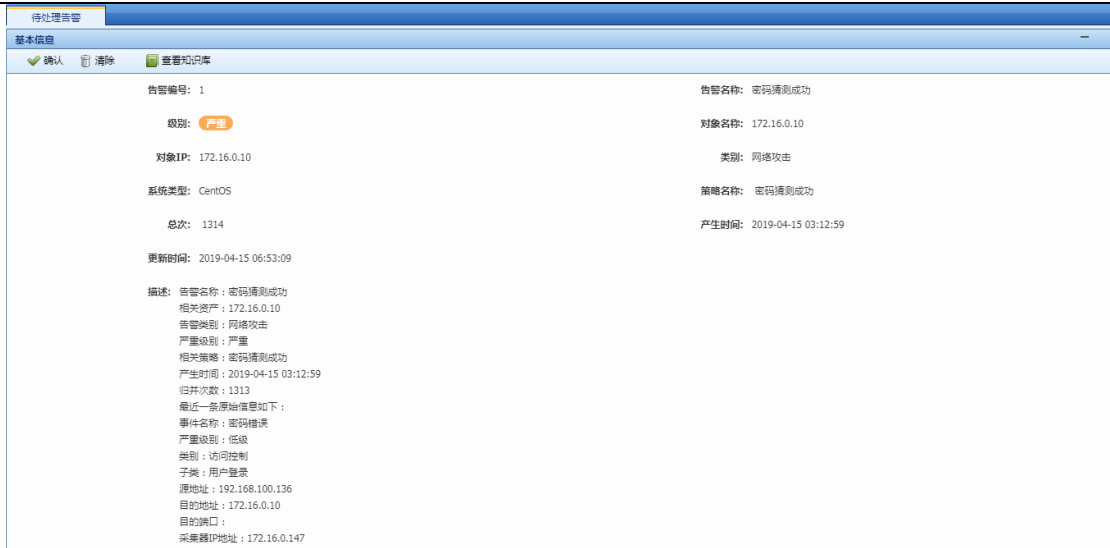 待处理告警
基本信息
确认 清除 查看知识库
告警编号: 1 告警名称: 密码猜测成功
级别: 严重 对象名称: 172.16.0.10
对象IP: 172.16.0.10 类别: 网络攻击
系统类型: CentOS 策略名称: 密码猜测成功
总次: 1314 产生时间: 2019-04-15 03:12:59
更新时间: 2019-04-15 06:53:09
描述: 告警名称：密码猜测成功
相关资产：172.16.0.10
告警类别：网络攻击
严重级别：严重
相关策略：密码猜测成功
产生时间：2019-04-15 03:12:59
归并次数：1313
最近一条原始信息如下：
事件名称：密码错误
严重级别：低级
类别：访问控制
子类：用户登录
源地址：192.168.100.136
目的地址：172.16.0.10
目的端口：
采集器IP地址：172.16.0.147